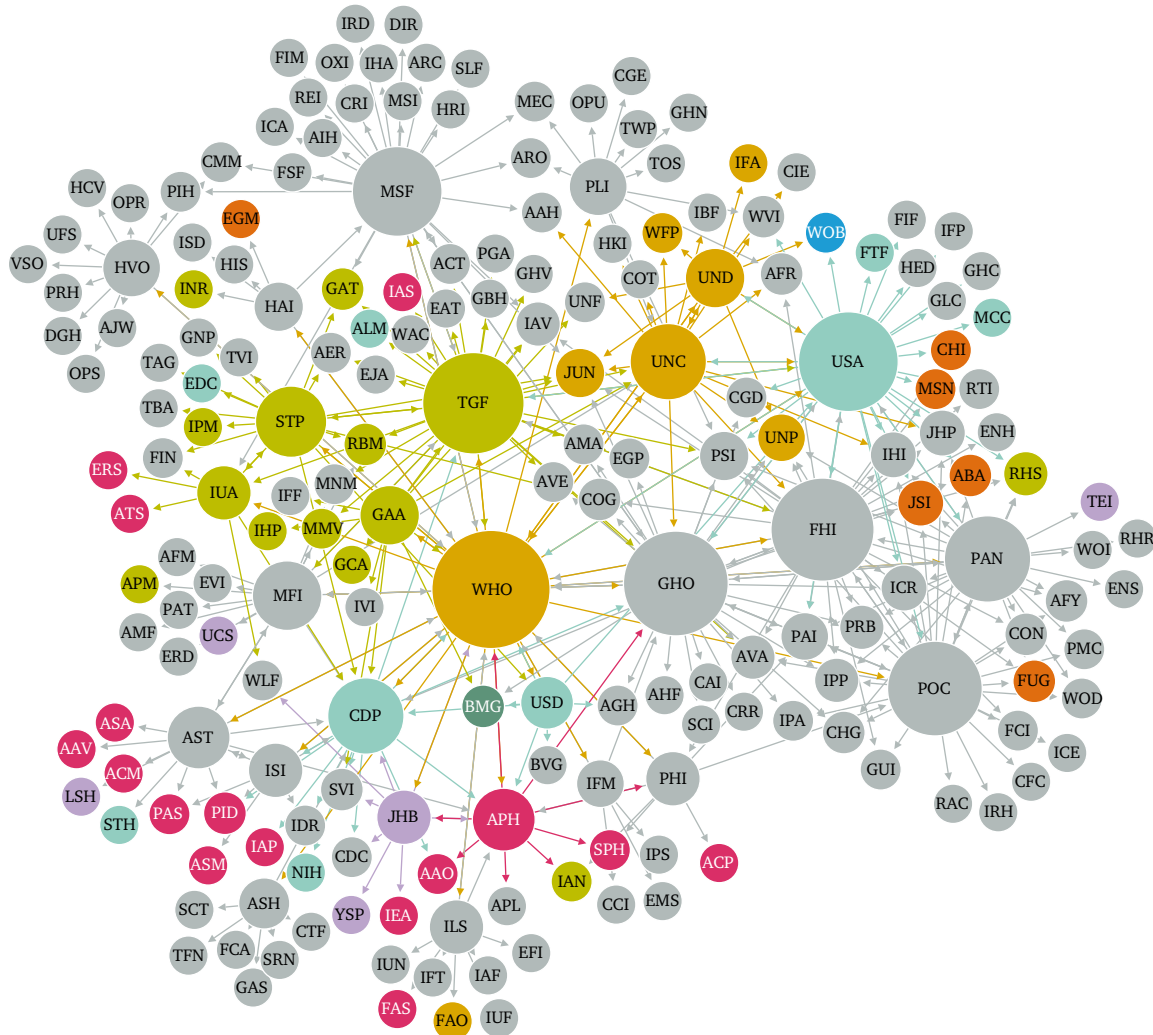 IRD
DIR
FIM
OXI
IHA
ARC
SLF
CGE
REI
CRI
MSI
HRI
MEC
OPU
GHN
ICA
AIH
TWP
CMM
FSF
ARO
TOS
IFA
CIE
HCV
OPR
PIH
MSF
PLI
EGM
AAH
IBF
WVI
WOB
FIF
IFP
UFS
ISD
HKI
WFP
FTF
VSO
HVO
HIS
ACT
PGA
COT
UND
AFR
HED
GHC
PRH
INR
HAI
GAT
IAS
EAT
GBH
GHV
UNF
GLC
MCC
DGH
AJW
GNP
ALM
WAC
IAV
CHI
OPS
TAG
TVI
AER
EJA
JUN
UNC
USA
EDC
MSN
RTI
TBA
IPM
STP
TGF
CGD
FIN
RBM
AMA
EGP
UNP
JHP
ENH
ERS
IUA
IFF
MNM
AVE
COG
PSI
IHI
ABA
RHS
ATS
IHP
MMV
GAA
FHI
JSI
TEI
AFM
GCA
PAN
WOI
RHR
APM
EVI
MFI
IVI
WHO
GHO
ICR
AFY
ENS
PAT
AMF
UCS
PAI
PRB
CON
PMC
ERD
AVA
IPP
POC
FUG
WOD
WLF
CDP
BMG
USD
AGH
AHF
CAI
CRR
SCI
IPA
CHG
FCI
ICE
ASA
AAV
AST
ACM
ISI
SVI
BVG
IFM
PHI
GUI
CFC
LSH
STH
PAS
PID
IDR
JHB
APH
RAC
IRH
ASM
IAP
NIH
CDC
AAO
IAN
SPH
IPS
ACP
SCT
ASH
YSP
IEA
APL
CCI
EMS
TFN
FCA
SRN
CTF
ILS
EFI
GAS
IUN
IFT
IAF
FAS
FAO
IUF